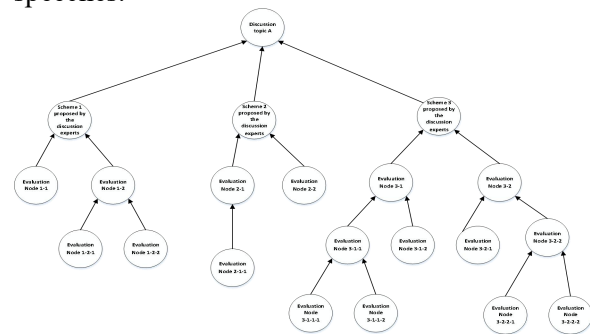 Discussion
topic A
Scheme 1
proposed by
the
discussion
experts
Scheme 2
proposed by
the
discussion
experts
Scheme 3
proposed by
the
discussion
experts
Evaluation
Node 1-1
Evaluation
Node 1-2
Evaluation
Node 2-1
Evaluation
Node 2-2
Evaluation
Node 3-1
Evaluation
Node 3-2
Evaluation
Node 1-2-1
Evaluation
Node 1-2-2
Evaluation
Node 2-1-1
Evaluation
Node 3-1-1
Evaluation
Node 3-1-2
Evaluation
Node 3-2-1
Evaluation
Node 3-2-2
Evaluation
Node
3-1-1-1
Evaluation
Node
3-1-1-2
Evaluation
Node
3-2-2-1
Evaluation
Node
3-2-2-2